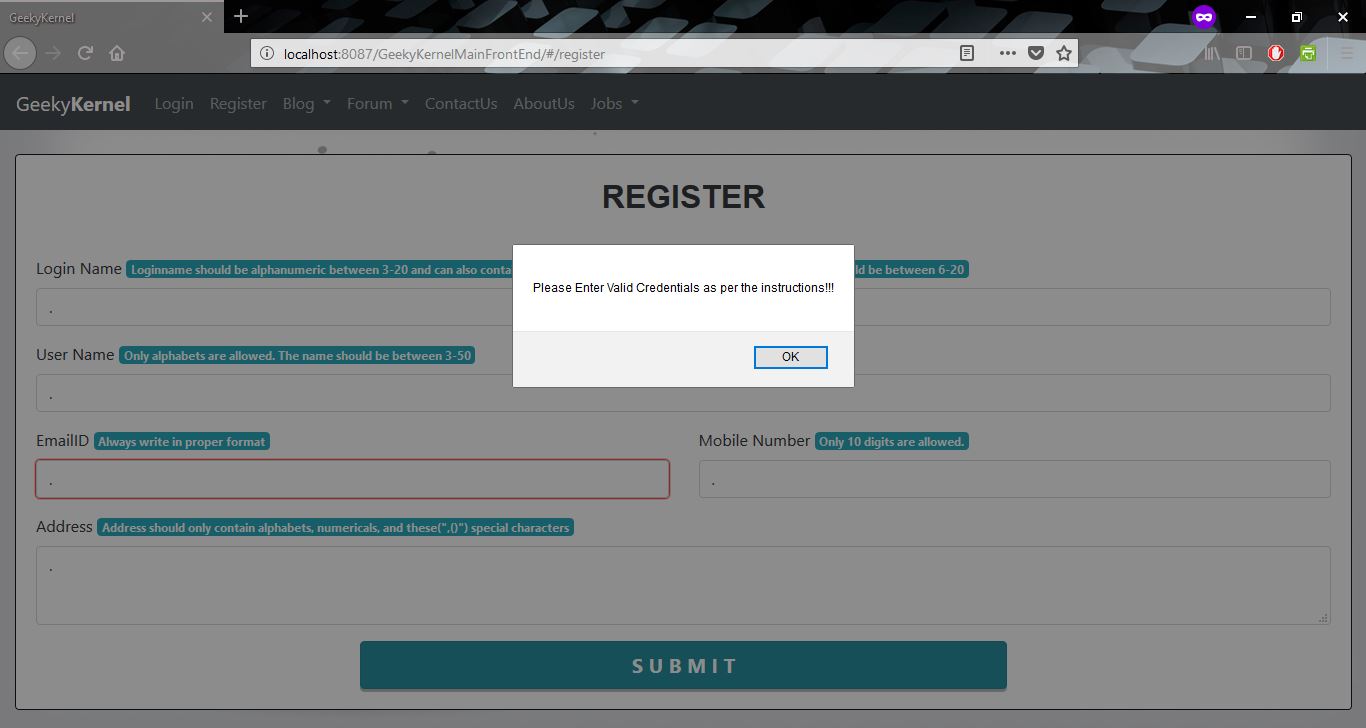 GeekyKernel
localhost:8087/GeekyKernelMainFrontEnd/#/register
GeekyKernel Login Register Blog Forum ContactUs AboutUs Jobs
REGISTER
Login Name Loginname should be alphanumeric between 3-20 and can also be between 6-20
.
Please Enter Valid Credentials as per the instructions!!!
OK
User Name Only alphabets are allowed. The name should be between 3-50
.
EmailID Always write in proper format
.
Mobile Number Only 10 digits are allowed.
.
Address Address should only contain alphabets, numericals, and these(",()") special characters
.
SUBMIT